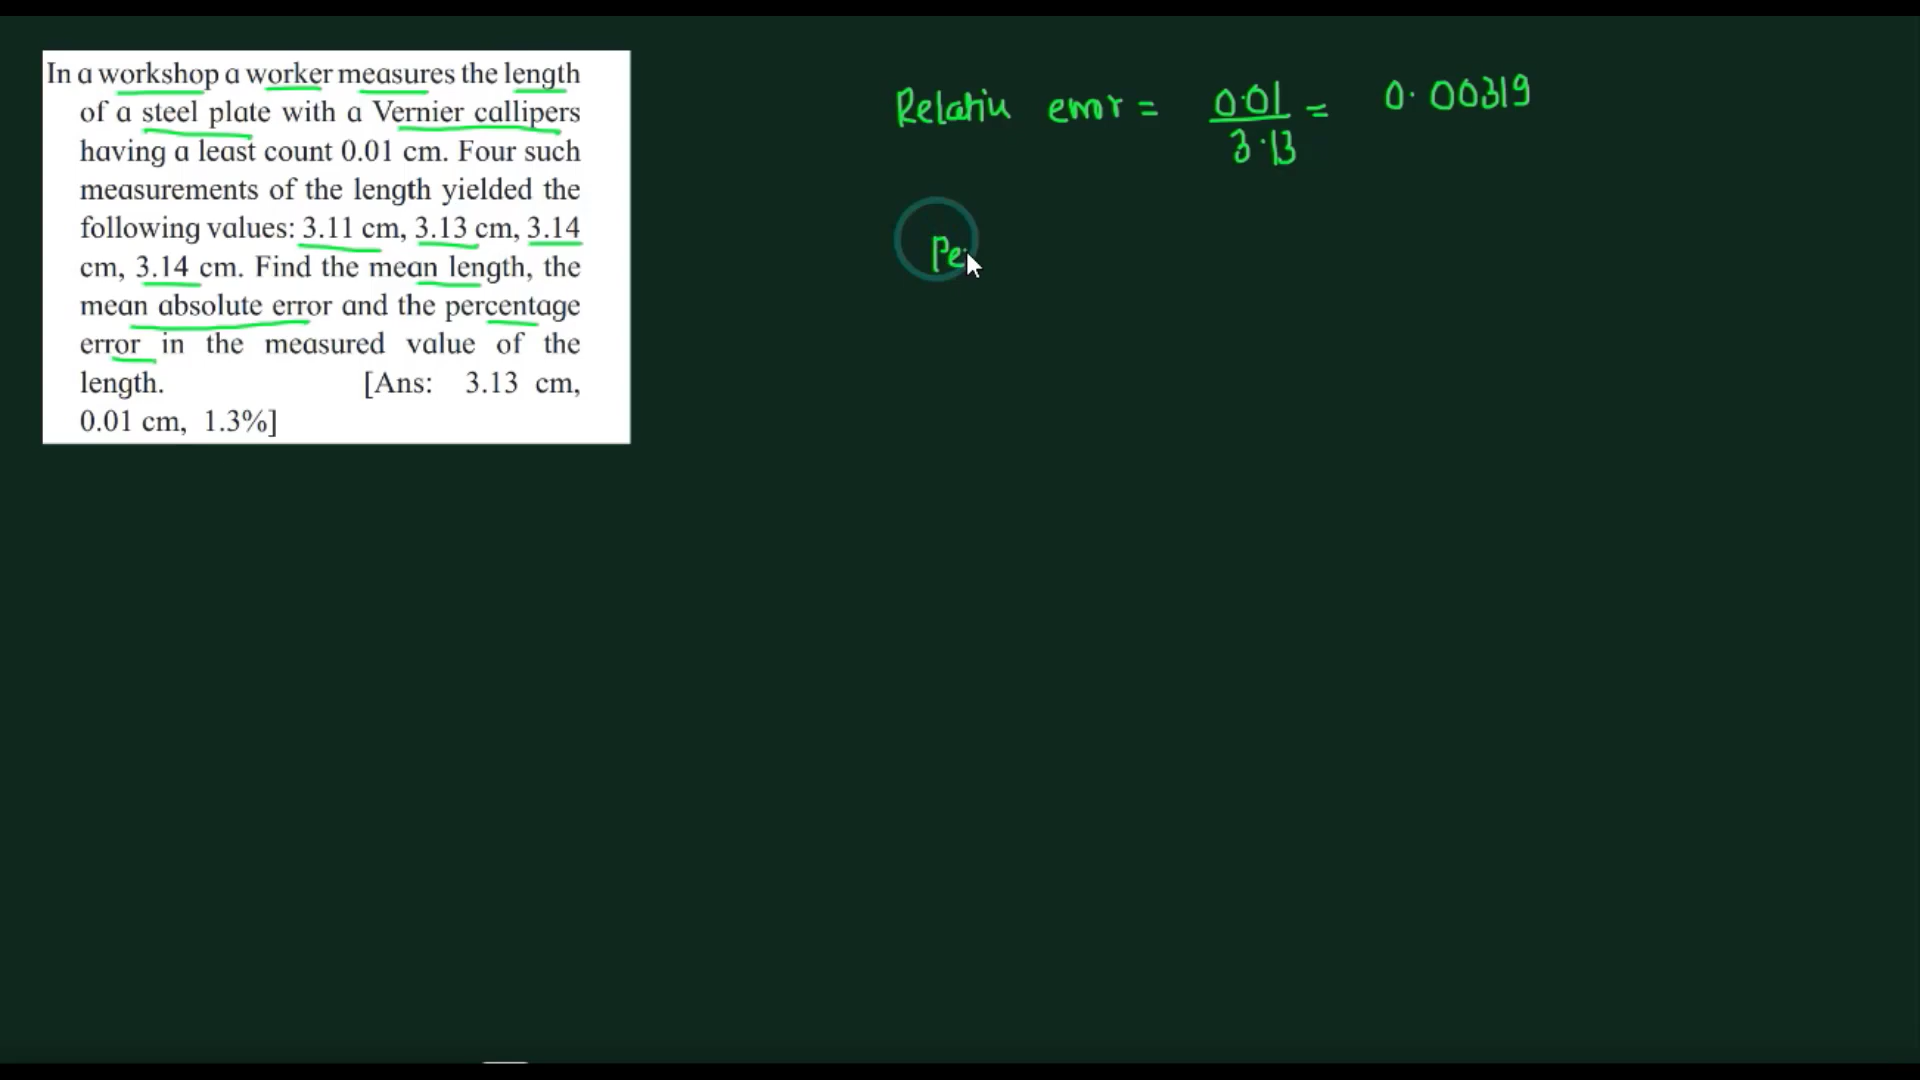 In a workshop a worker measures the length
of a steel plate with a Vernier callipers
having a least count 0.01 cm. Four such
measurements of the length yielded the
following values: 3.11 cm, 3.13 cm, 3.14
cm, 3.14 cm. Find the mean length, the
mean absolute error and the percentage
error in the measured value of the
length. [Ans: 3.13 cm,
0.01 cm, 1.3%]
Relativ error = 0.01 / 3.13 = 0.00319
Pe